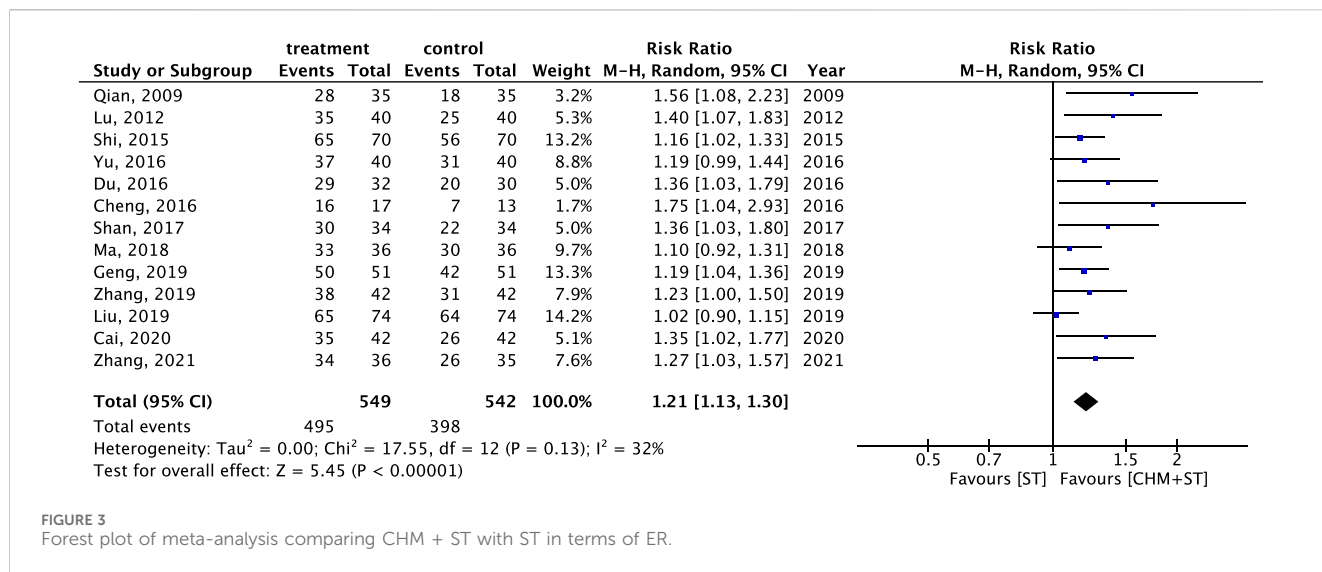 treatment control Risk Ratio Risk Ratio
Study or Subgroup Events Total Events Total Weight M-H, Random, 95% CI Year M-H, Random, 95% CI
Qian, 2009 28 35 18 35 3.2% 1.56 [1.08, 2.23] 2009
Lu, 2012 35 40 25 40 5.3% 1.40 [1.07, 1.83] 2012
Shi, 2015 65 70 56 70 13.2% 1.16 [1.02, 1.33] 2015
Yu, 2016 37 40 31 40 8.8% 1.19 [0.99, 1.44] 2016
Du, 2016 29 32 20 30 5.0% 1.36 [1.03, 1.79] 2016
Cheng, 2016 16 17 7 13 1.7% 1.75 [1.04, 2.93] 2016
Shan, 2017 30 34 22 34 5.1% 1.36 [1.03, 1.80] 2017
Ma, 2018 33 36 30 36 9.7% 1.10 [0.92, 1.31] 2018
Geng, 2019 50 51 42 51 13.3% 1.19 [1.04, 1.36] 2019
Zhang, 2019 38 42 31 42 7.9% 1.23 [1.00, 1.50] 2019
Liu, 2019 65 74 64 74 14.2% 1.02 [0.90, 1.15] 2019
Cai, 2020 35 42 26 42 5.1% 1.35 [1.02, 1.77] 2020
Zhang, 2021 34 36 26 35 7.6% 1.27 [1.03, 1.57] 2021
Total (95% CI) 549 542 100.0% 1.21 [1.13, 1.30]
Total events 495 398
Heterogeneity: Tau² = 0.00; Chi² = 17.55, df = 12 (P = 0.13); I² = 32%
Test for overall effect: Z = 5.45 (P < 0.00001)
0.5 0.7 1 1.5 2
Favours [ST] Favours [CHM+ST]
FIGURE 3
Forest plot of meta-analysis comparing CHM + ST with ST in terms of ER.